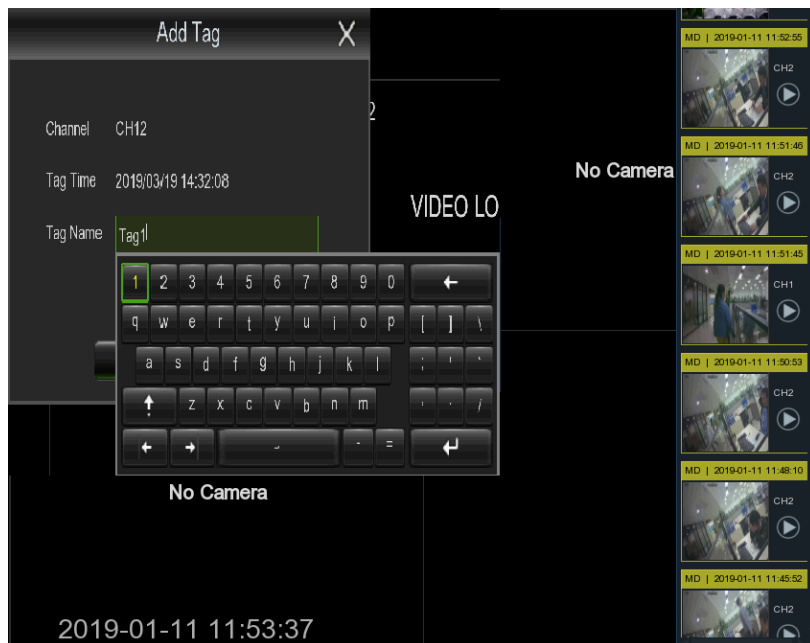 Add Tag
Channel CH12
Tag Time 2019/03/19 14:32:08
Tag Name Tag1
1 2 3 4 5 6 7 8 9 0
q w e r t y u i o p [ ] \
a s d f g h j k l ; ' `
z x c v b n m , . /
- =
2
VIDEO LO
No Camera
No Camera
2019-01-11 11:53:37
MD | 2019-01-11 11:52:55
CH2
MD | 2019-01-11 11:51:46
CH2
MD | 2019-01-11 11:51:45
CH1
MD | 2019-01-11 11:50:53
CH2
MD | 2019-01-11 11:48:10
CH2
MD | 2019-01-11 11:45:52
CH2